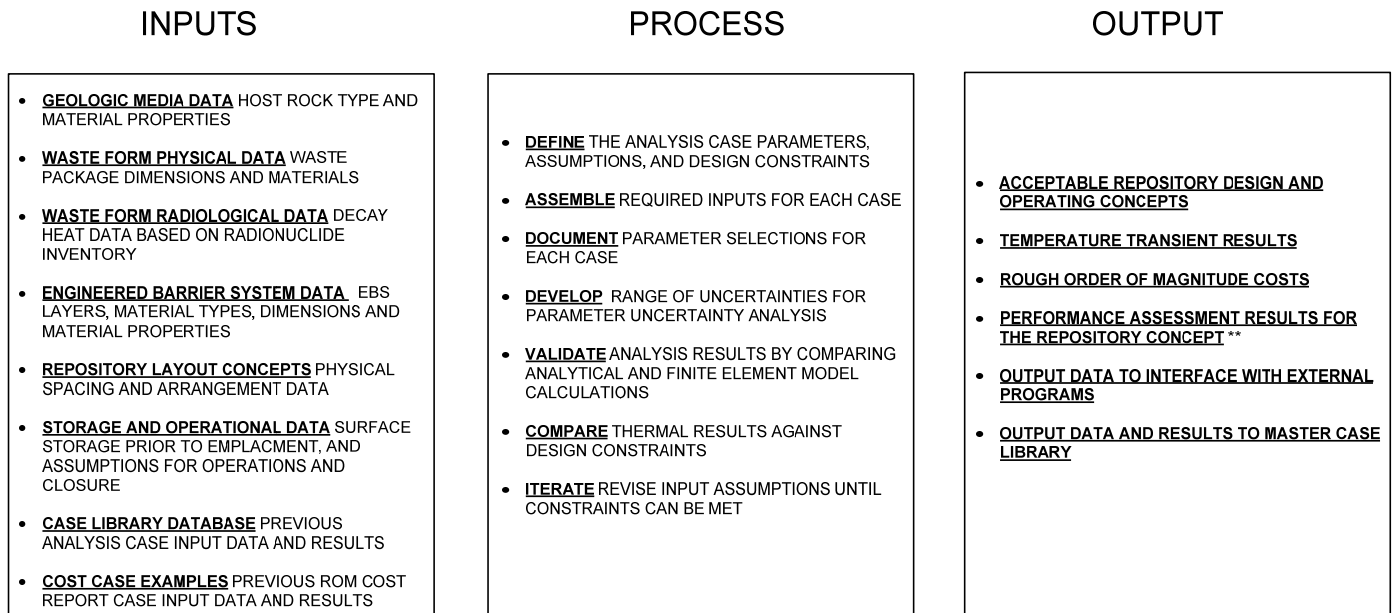 INPUTS
• GEOLOGIC MEDIA DATA HOST ROCK TYPE AND
MATERIAL PROPERTIES
• WASTE FORM PHYSICAL DATA WASTE
PACKAGE DIMENSIONS AND MATERIALS
• WASTE FORM RADIOLOGICAL DATA DECAY
HEAT DATA BASED ON RADIONUCLIDE
INVENTORY
• ENGINEERED BARRIER SYSTEM DATA EBS
LAYERS, MATERIAL TYPES, DIMENSIONS AND
MATERIAL PROPERTIES
• REPOSITORY LAYOUT CONCEPTS PHYSICAL
SPACING AND ARRANGEMENT DATA
• STORAGE AND OPERATIONAL DATA SURFACE
STORAGE PRIOR TO EMPLACMENT, AND
ASSUMPTIONS FOR OPERATIONS AND
CLOSURE
• CASE LIBRARY DATABASE PREVIOUS
ANALYSIS CASE INPUT DATA AND RESULTS
• COST CASE EXAMPLES PREVIOUS ROM COST
REPORT CASE INPUT DATA AND RESULTS
PROCESS
• DEFINE THE ANALYSIS CASE PARAMETERS,
ASSUMPTIONS, AND DESIGN CONSTRAINTS
• ASSEMBLE REQUIRED INPUTS FOR EACH CASE
• DOCUMENT PARAMETER SELECTIONS FOR
EACH CASE
• DEVELOP RANGE OF UNCERTAINTIES FOR
PARAMETER UNCERTAINTY ANALYSIS
• VALIDATE ANALYSIS RESULTS BY COMPARING
ANALYTICAL AND FINITE ELEMENT MODEL
CALCULATIONS
• COMPARE THERMAL RESULTS AGAINST
DESIGN CONSTRAINTS
• ITERATE REVISE INPUT ASSUMPTIONS UNTIL
CONSTRAINTS CAN BE MET
OUTPUT
• ACCEPTABLE REPOSITORY DESIGN AND
OPERATING CONCEPTS
• TEMPERATURE TRANSIENT RESULTS
• ROUGH ORDER OF MAGNITUDE COSTS
• PERFORMANCE ASSESSMENT RESULTS FOR
THE REPOSITORY CONCEPT **
• OUTPUT DATA TO INTERFACE WITH EXTERNAL
PROGRAMS
• OUTPUT DATA AND RESULTS TO MASTER CASE
LIBRARY